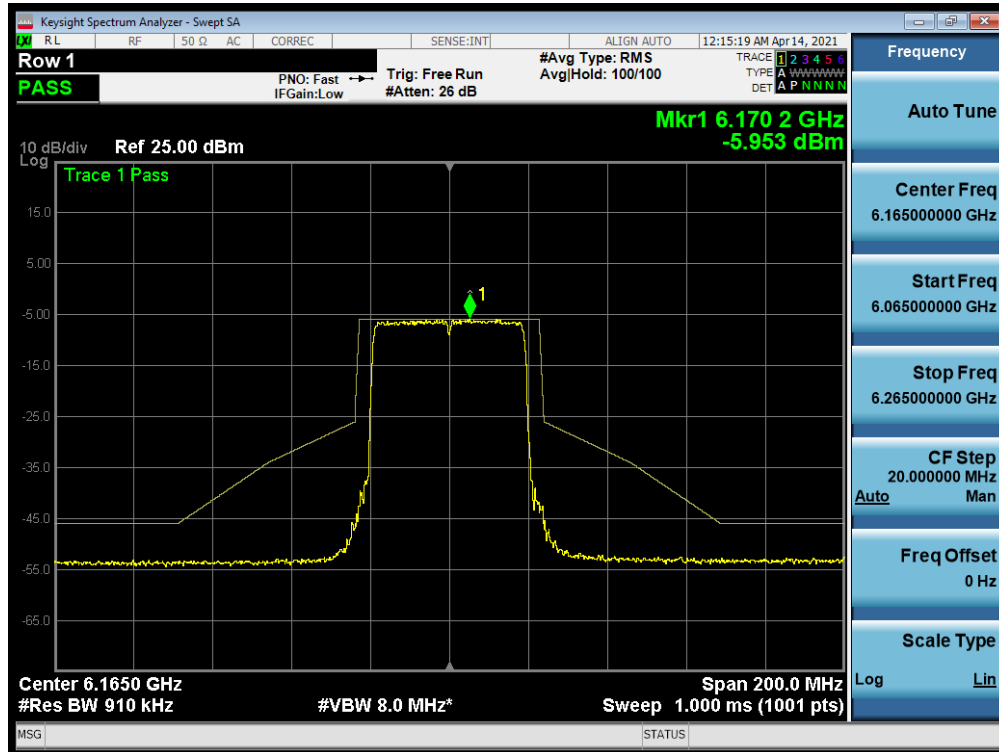 Keysight Spectrum Analyzer - Swept SA
LXI RL RF 50 Ω AC CORREC SENSE:INT ALIGN AUTO 12:15:19 AM Apr 14, 2021
Row 1
PASS
PNO: Fast
IFGain:Low
Trig: Free Run
#Atten: 26 dB
#Avg Type: RMS
Avg|Hold: 100/100
TRACE 1 2 3 4 5 6
TYPE A WWWWW
DET A P N N N N
Mkr1 6.170 2 GHz
-5.953 dBm
10 dB/div Ref 25.00 dBm
Log
Trace 1 Pass
15.0
5.00
1
-5.00
-15.0
-25.0
-35.0
-45.0
-55.0
-65.0
Center 6.1650 GHz Span 200.0 MHz
#Res BW 910 kHz #VBW 8.0 MHz* Sweep 1.000 ms (1001 pts)
MSG STATUS
Frequency
Auto Tune
Center Freq
6.165000000 GHz
Start Freq
6.065000000 GHz
Stop Freq
6.265000000 GHz
CF Step
20.000000 MHz
Auto Man
Freq Offset
0 Hz
Scale Type
Log Lin